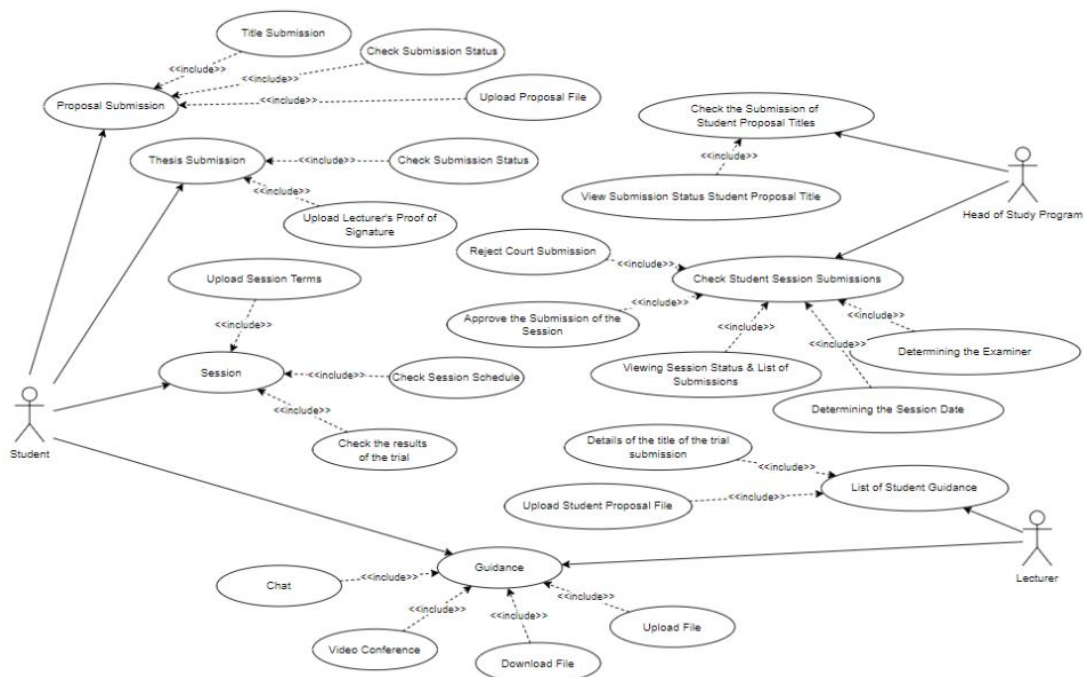 Title Submission
Check Submission Status
<<include>>
<<include>>
<<include>>
Proposal Submission
Upload Proposal File
Check the Submission of
Student Proposal Titles
Thesis Submission
<<include>>
Check Submission Status
<<include>>
<<include>>
View Submission Status Student Proposal Title
Upload Lecturer's Proof of
Signature
Head of Study Program
Reject Court Submission
<<include>>
Upload Session Terms
Check Student Session Submissions
<<include>>
Approve the Submission of the
Session
<<include>>
<<include>>
<<include>>
<<include>>
Determining the Examiner
Session
<<include>>
Check Session Schedule
Viewing Session Status & List of
Submissions
<<include>>
Determining the Session Date
Student
Check the results
of the trial
Details of the title of the trial
submission
<<include>>
List of Student Guidance
Upload Student Proposal File
<<include>>
Guidance
Lecturer
Chat
<<include>>
<<include>>
<<include>>
<<include>>
Upload File
Video Conference
Download File